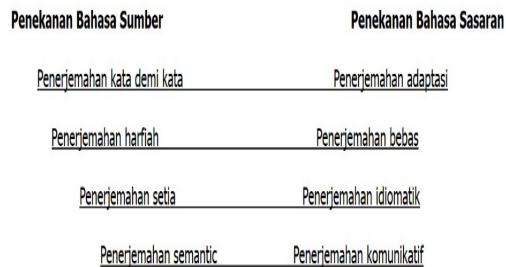 Penekanan Bahasa Sumber Penekanan Bahasa Sasaran
Penerjemahan kata demi kata Penerjemahan adaptasi
Penerjemahan harfiah Penerjemahan bebas
Penerjemahan setia Penerjemahan idiomatik
Penerjemahan semantic Penerjemahan komunikatif